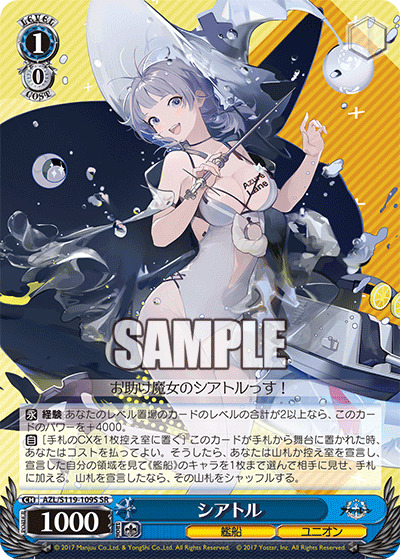 LEVEL
1
0
COST
Azur
Lane
SAMPLE
お助け魔女のシアトルっす!
永 経験 あなたのレベル置場のカードのレベルの合計が2以上なら、このカードのパワーを+4000。
自 [手札のCXを1枚控え室に置く] このカードが手札から舞台に置かれた時、あなたはコストを払ってよい。そうしたら、あなたは山札か控え室を宣言し、宣言した自分の領域を見て《艦船》のキャラを1枚まで選んで相手に見せ、手札に加える。山札を宣言したなら、その山札をシャッフルする。
CH AZL/S119-109S SR
POWER 1000
シアトル
艦船 ユニオン
© 2017 Manjuu Co.,Ltd. & YongShi Co.,Ltd. All Rights Reserved. © 2017 Yostar, Inc. All Rights Reserved.